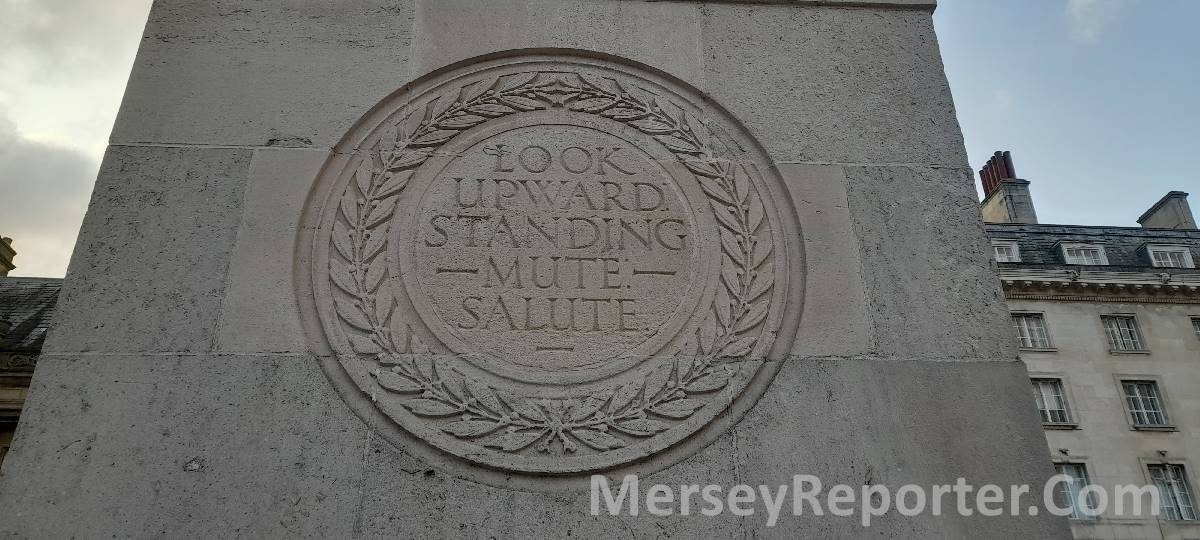 LOOK
UPWARD
STANDING
MUTE:
SALUTE.
MerseyReporter.Com